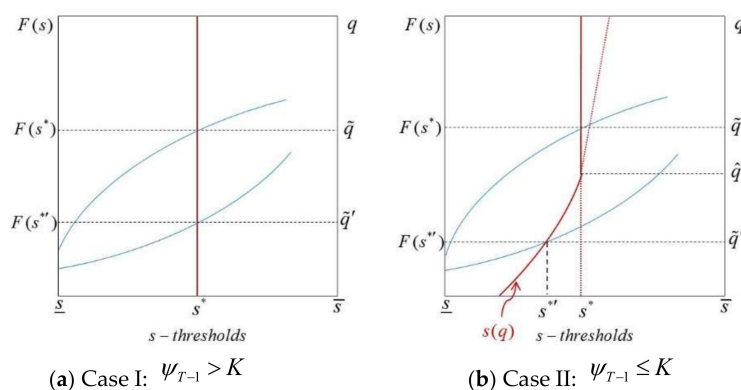 F(s)
q
F(s*)
q̃
F(s*')
q̃'
s̲
s*
s̄
s – thresholds
(a) Case I: ψ_{T-1} > K
F(s)
q
F(s*)
q̃
q̂
F(s*')
q̃'
s̲
s*'
s*
s̄
s(q)
s – thresholds
(b) Case II: ψ_{T-1} ≤ K